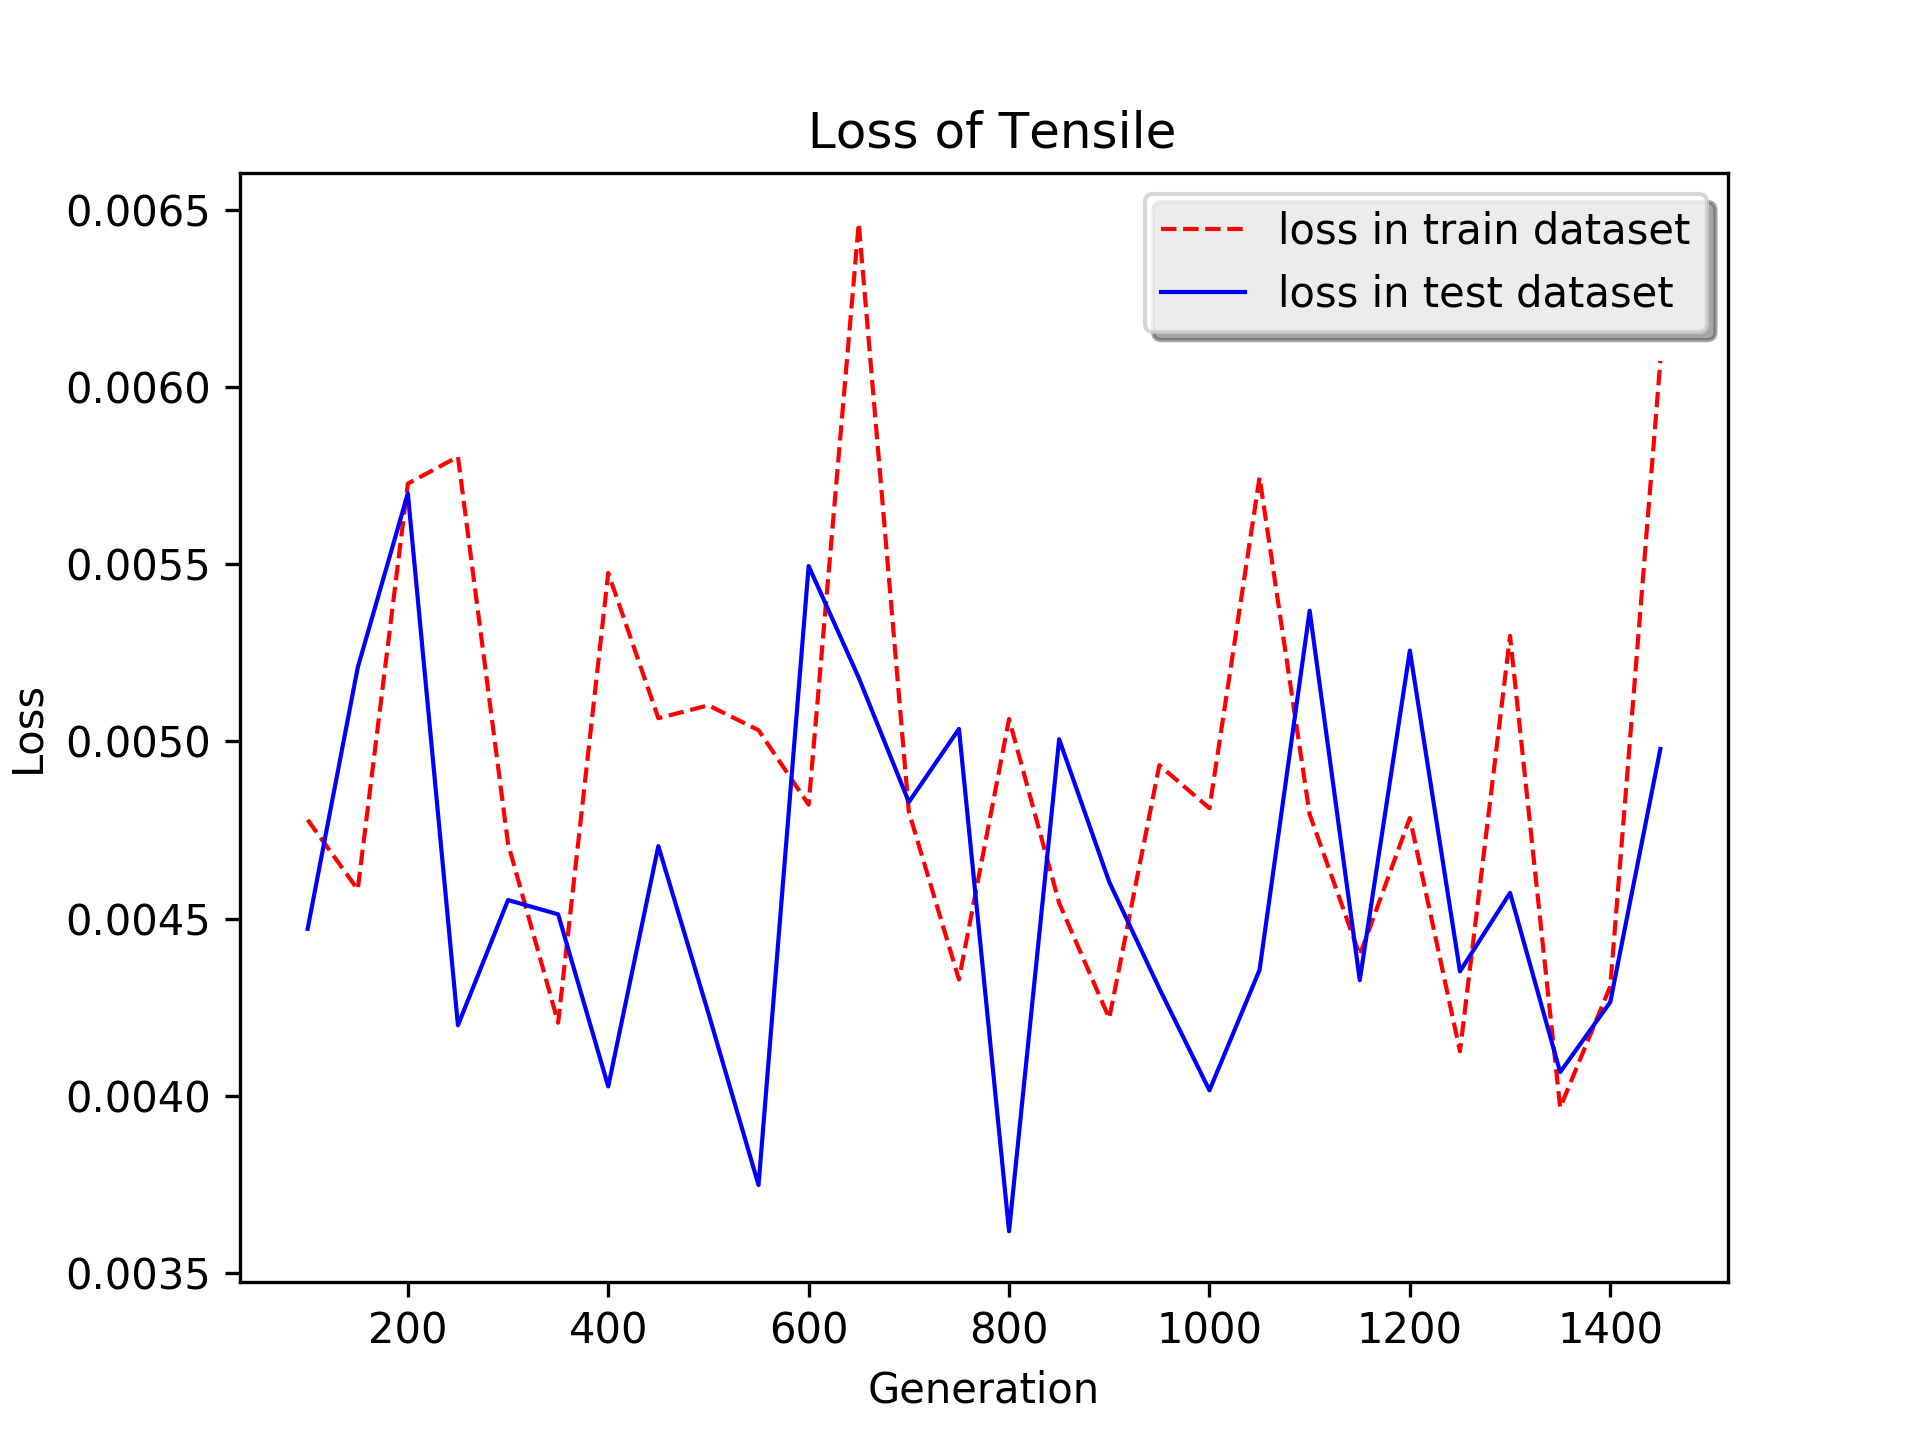 Loss of Tensile
loss in train dataset
loss in test dataset
0.0065
0.0060
0.0055
0.0050
0.0045
0.0040
0.0035
Loss
200 400 600 800 1000 1200 1400
Generation